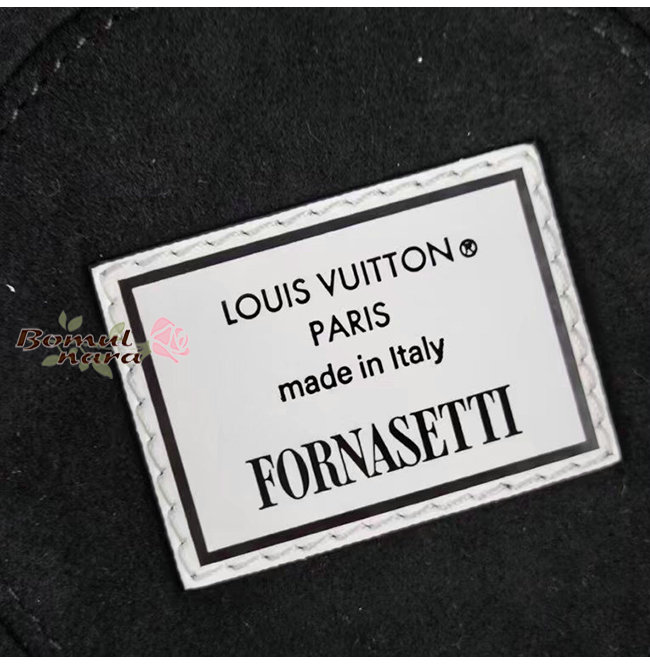 LOUIS VUITTON®
PARIS
made in Italy
FORNASETTI
Bomul
nara